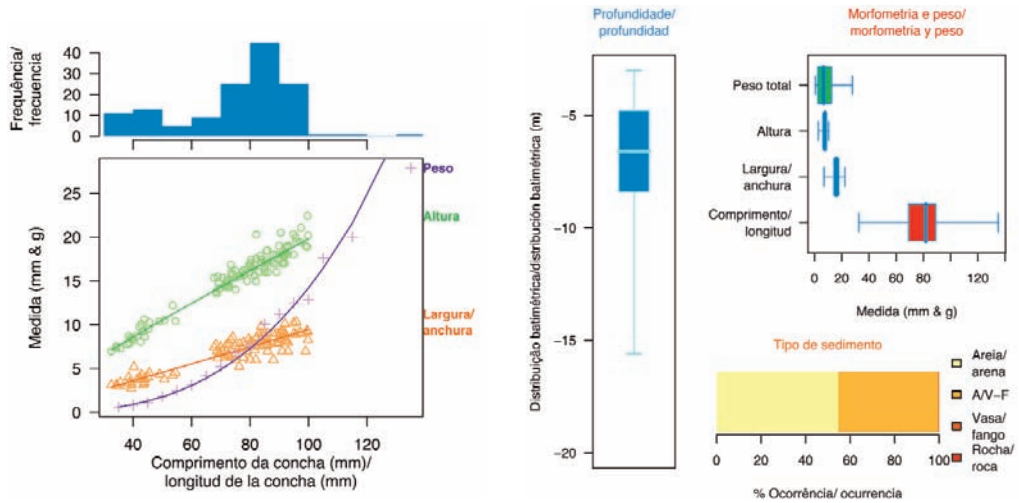 Frequência/
frecuencia
40
30
20
10
0
Medida (mm & g)
25
20
15
10
5
0
Peso
Altura
Largura/
anchura
40 60 80 100 120
Comprimento da concha (mm)/
longitud de la concha (mm)
Profundidade/
profundidad
Distribuição batimétrica/distribución batimétrica (m)
−5
−10
−15
−20
Morfometria e peso/
morfometría y peso
Peso total
Altura
Largura/
anchura
Comprimento/
longitud
0 20 40 60 80 120
Medida (mm & g)
Tipo de sedimento
0 20 40 60 80 100
% Ocorrência/ ocurrencia
Areia/
arena
A/V−F
Vasa/
fango
Rocha/
roca